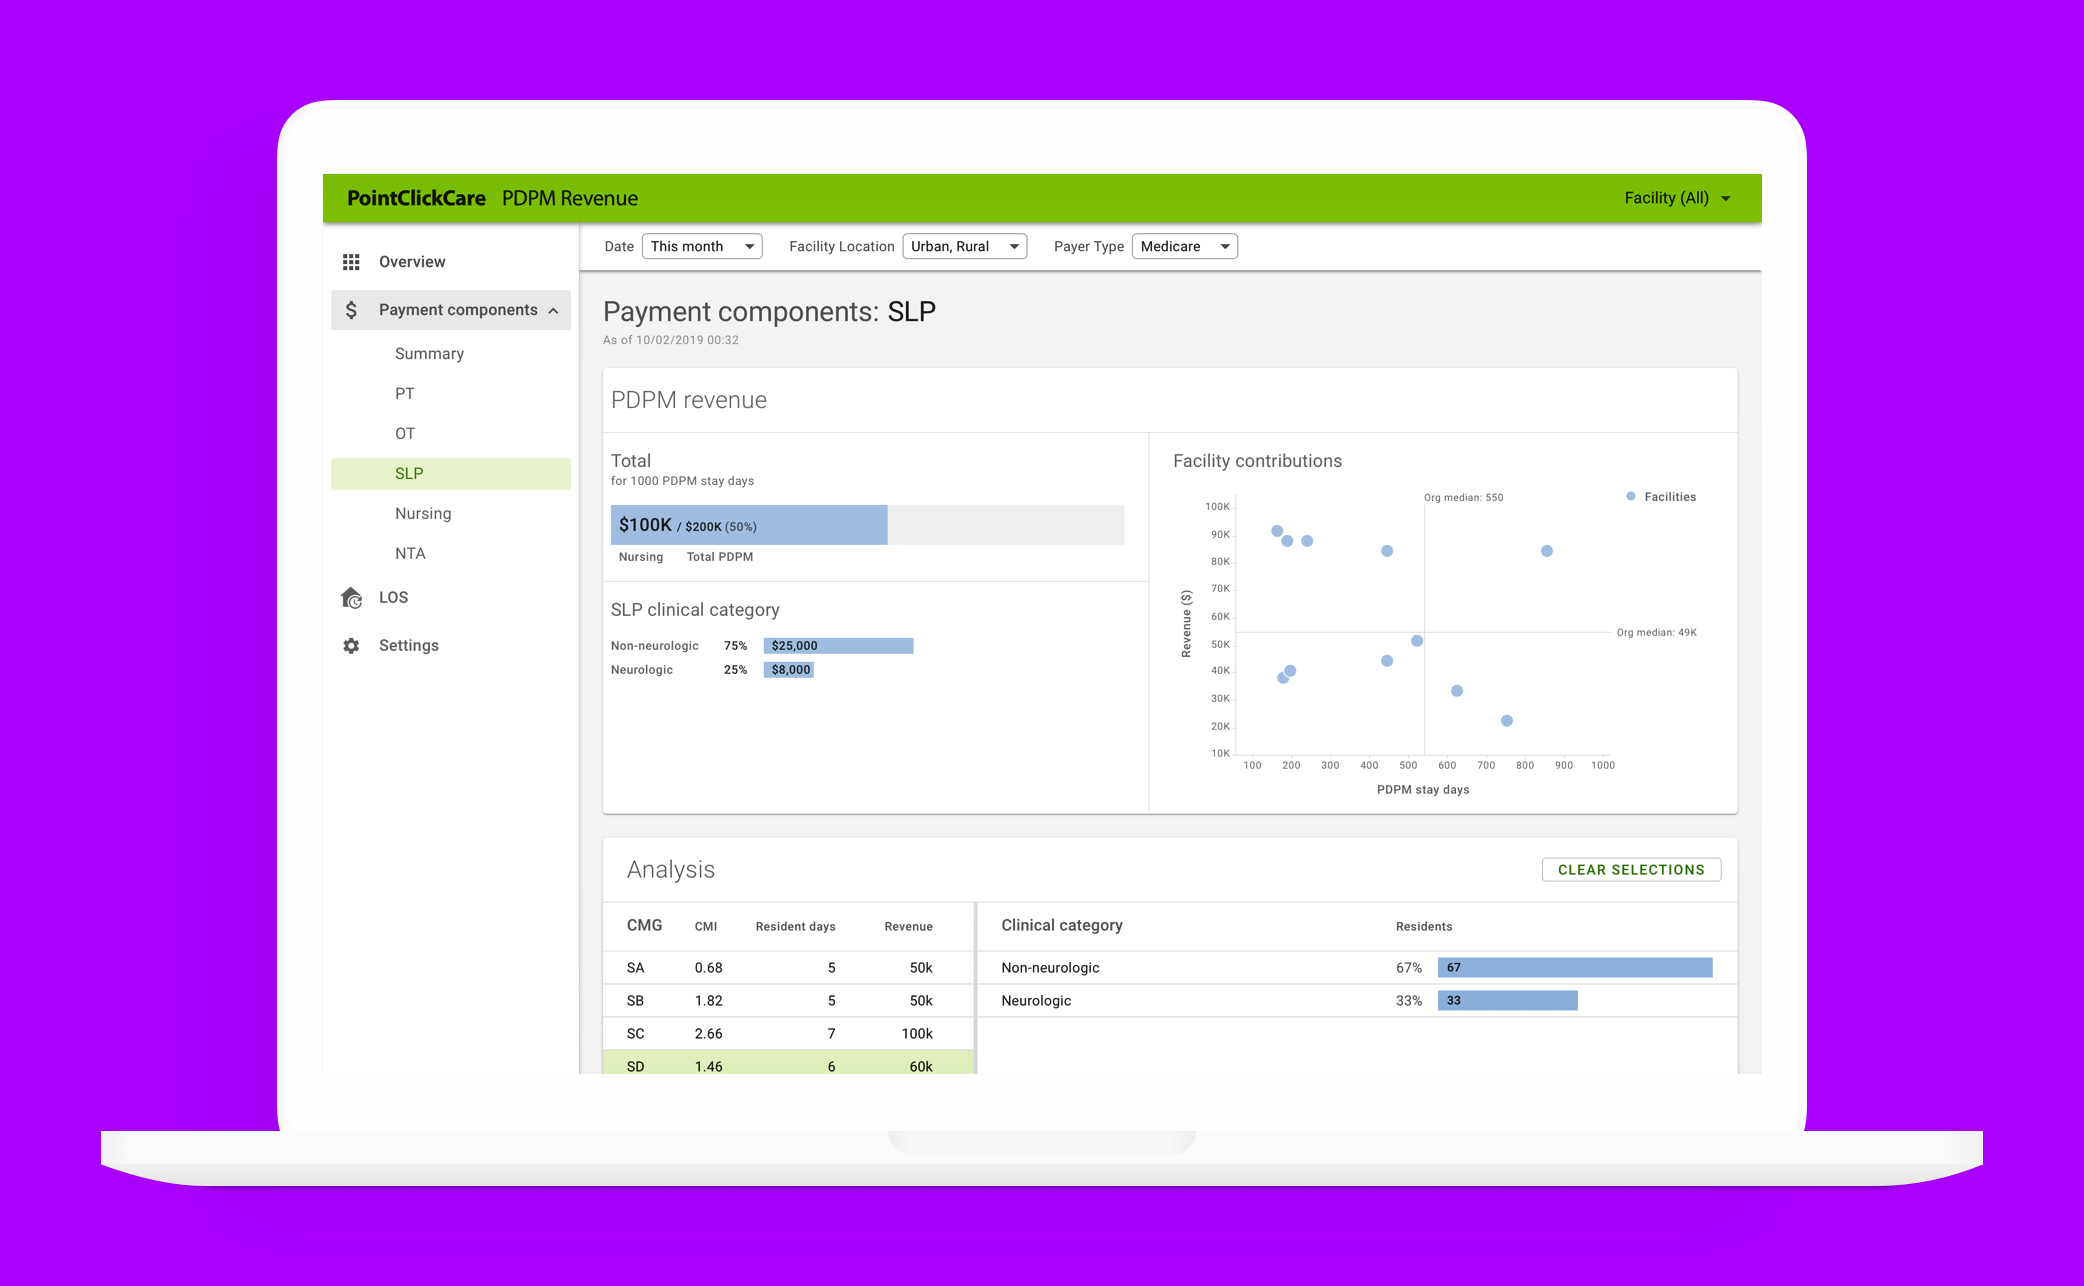 PointClickCare PDPM Revenue Facility (All)
Date This month Facility Location Urban, Rural Payer Type Medicare
Overview
Payment components
Summary
PT
OT
SLP
Nursing
NTA
LOS
Settings
Payment components: SLP
As of 10/02/2019 00:32
PDPM revenue
Total
for 1000 PDPM stay days
$100K / $200K (50%)
Nursing Total PDPM
SLP clinical category
Non-neurologic 75% $25,000
Neurologic 25% $8,000
Facility contributions
Org median: 550
Facilities
100K
90K
80K
70K
60K
Org median: 49K
50K
40K
30K
20K
10K
Revenue ($)
100 200 300 400 500 600 700 800 900 1000
PDPM stay days
Analysis
CLEAR SELECTIONS
CMG CMI Resident days Revenue
SA 0.68 5 50k
SB 1.82 5 50k
SC 2.66 7 100k
SD 1.46 6 60k
Clinical category Residents
Non-neurologic 67% 67
Neurologic 33% 33